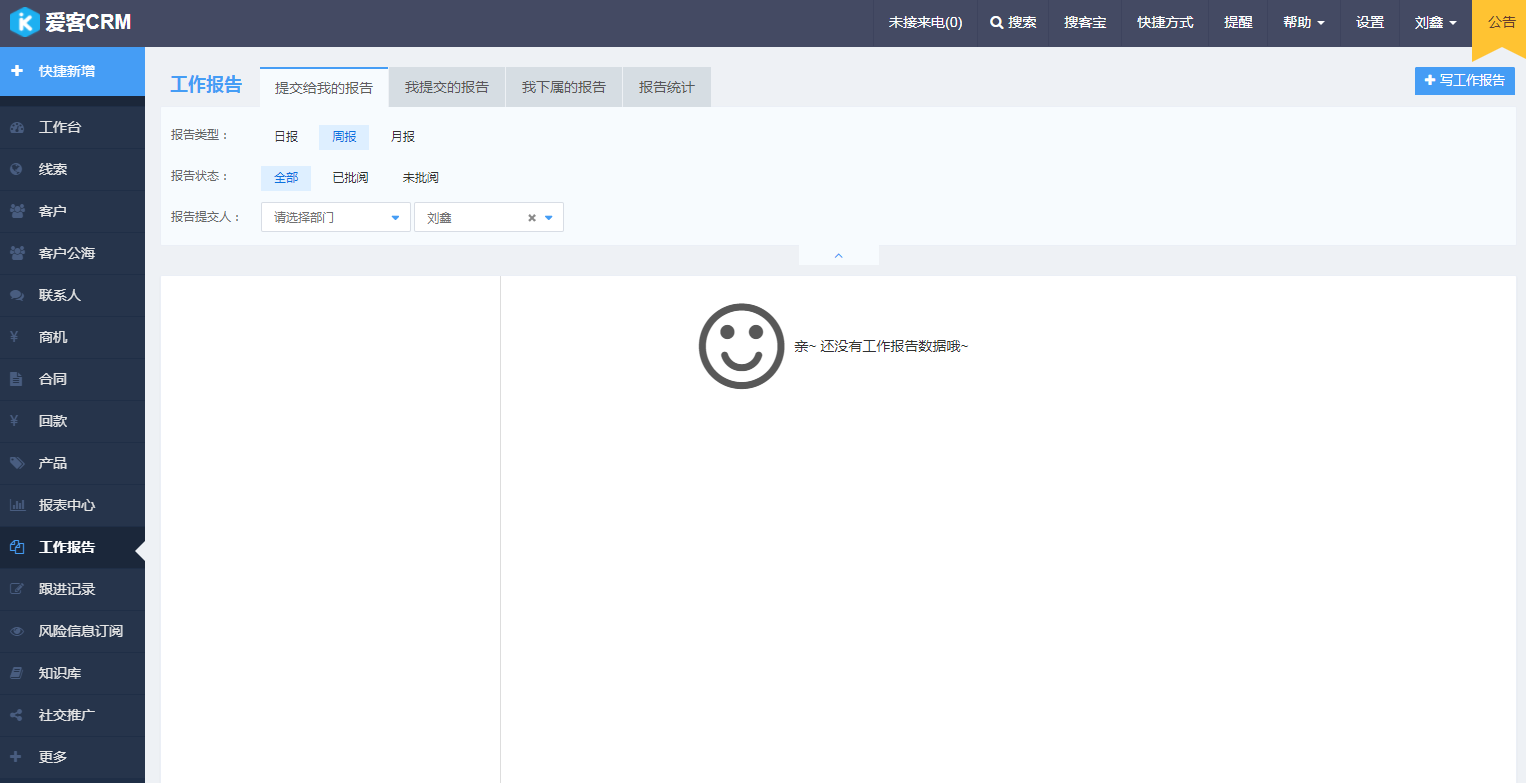 爱客CRM
未接来电(0)
搜索
搜客宝
快捷方式
提醒
帮助
设置
刘鑫
公告
快捷新增
工作台
线索
客户
客户公海
联系人
商机
合同
回款
产品
报表中心
工作报告
跟进记录
风险信息订阅
知识库
社交推广
更多
工作报告
提交给我的报告
我提交的报告
我下属的报告
报告统计
写工作报告
报告类型：
日报
周报
月报
报告状态：
全部
已批阅
未批阅
报告提交人：
请选择部门
刘鑫
亲~ 还没有工作报告数据哦~